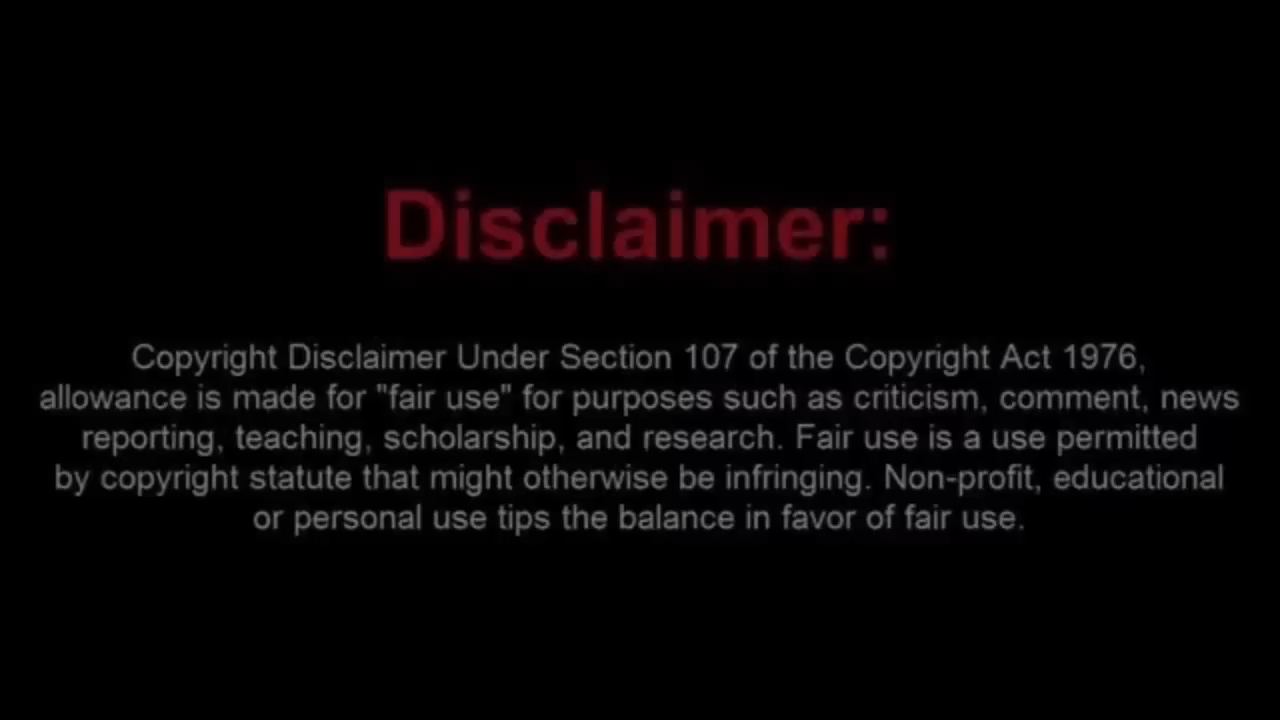 Disclaimer:
Copyright Disclaimer Under Section 107 of the Copyright Act 1976,
allowance is made for "fair use" for purposes such as criticism, comment, news
reporting, teaching, scholarship, and research. Fair use is a use permitted
by copyright statute that might otherwise be infringing. Non-profit, educational
or personal use tips the balance in favor of fair use.